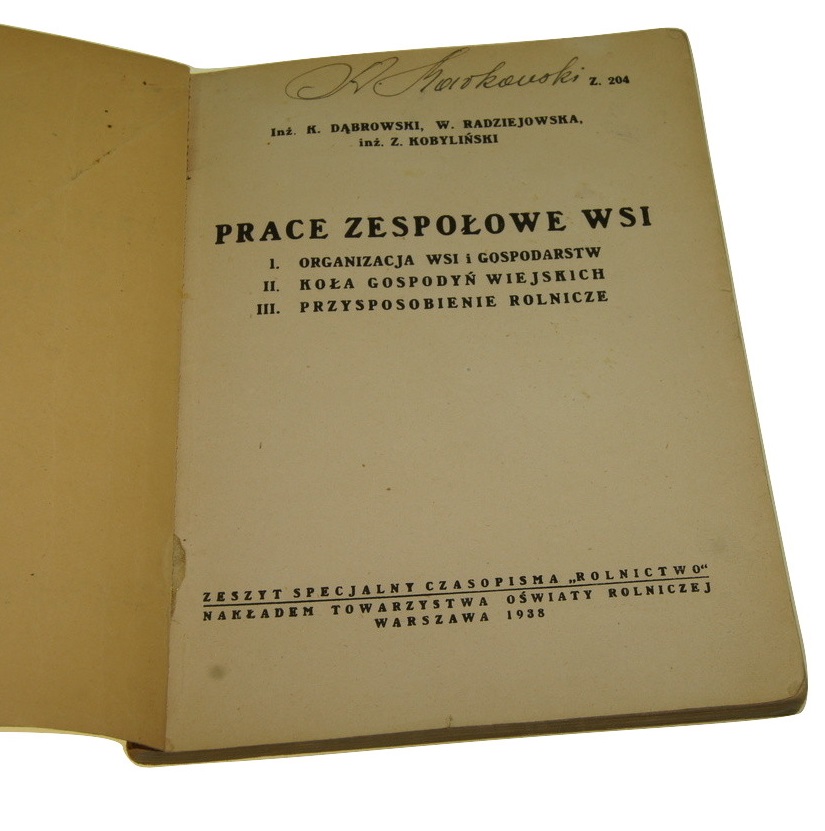 Z. 204
Inż. K. DĄBROWSKI, W. RADZIEJOWSKA,
inż. Z. KOBYLIŃSKI
PRACE ZESPOŁOWE WSI
I. ORGANIZACJA WSI i GOSPODARSTW
II. KOŁA GOSPODYŃ WIEJSKICH
III. PRZYSPOSOBIENIE ROLNICZE
ZESZYT SPECJALNY CZASOPISMA „ROLNICTWO“
NAKŁADEM TOWARZYSTWA OŚWIATY ROLNICZEJ
WARSZAWA 1938